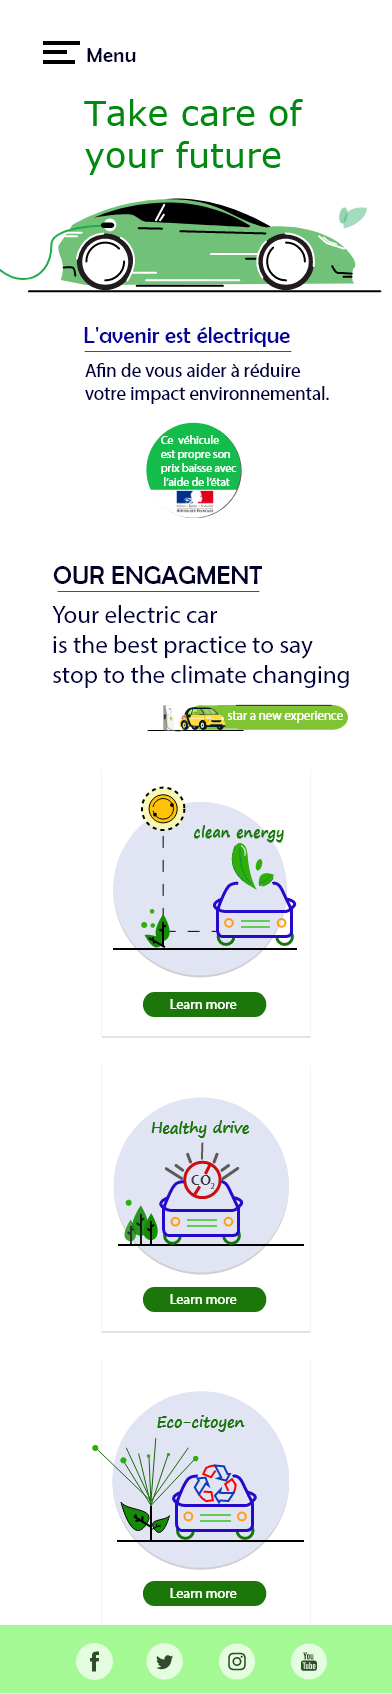 Menu
Take care of
your future
L'avenir est électrique
Afin de vous aider à réduire
votre impact environnemental.
Ce véhicule
est propre son
prix baisse avec
l'aide de l'état
RÉPUBLIQUE FRANÇAISE
OUR ENGAGMENT
Your electric car
is the best practice to say
stop to the climate changing
star a new experience
clean energy
Learn more
Healthy drive
CO2
Learn more
Eco-citoyen
Learn more
You
Tube